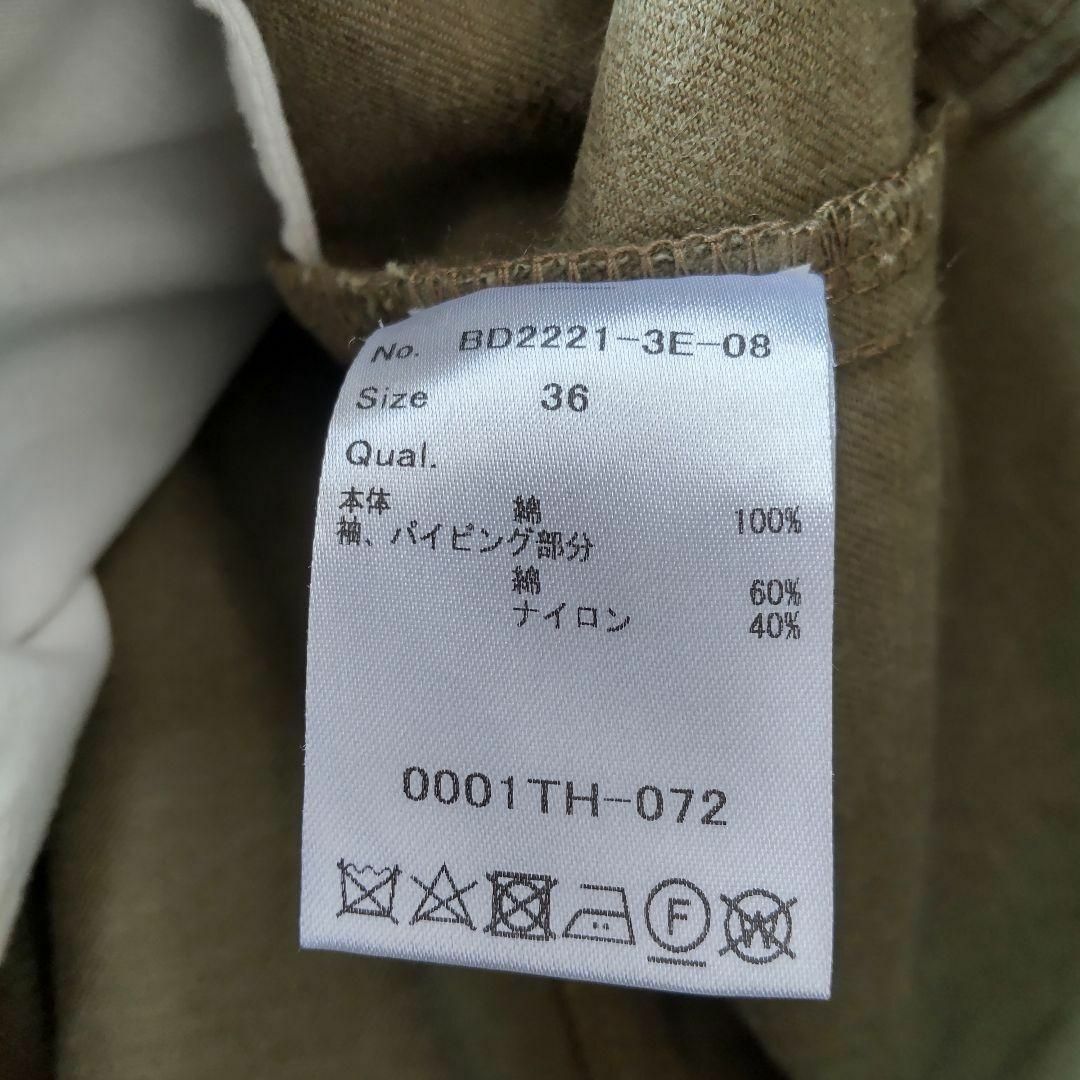 No. BD2221-3E-08
Size 36
Qual.
本体 綿 100%
袖、パイピング部分
綿 60%
ナイロン 40%
0001TH-072
F W